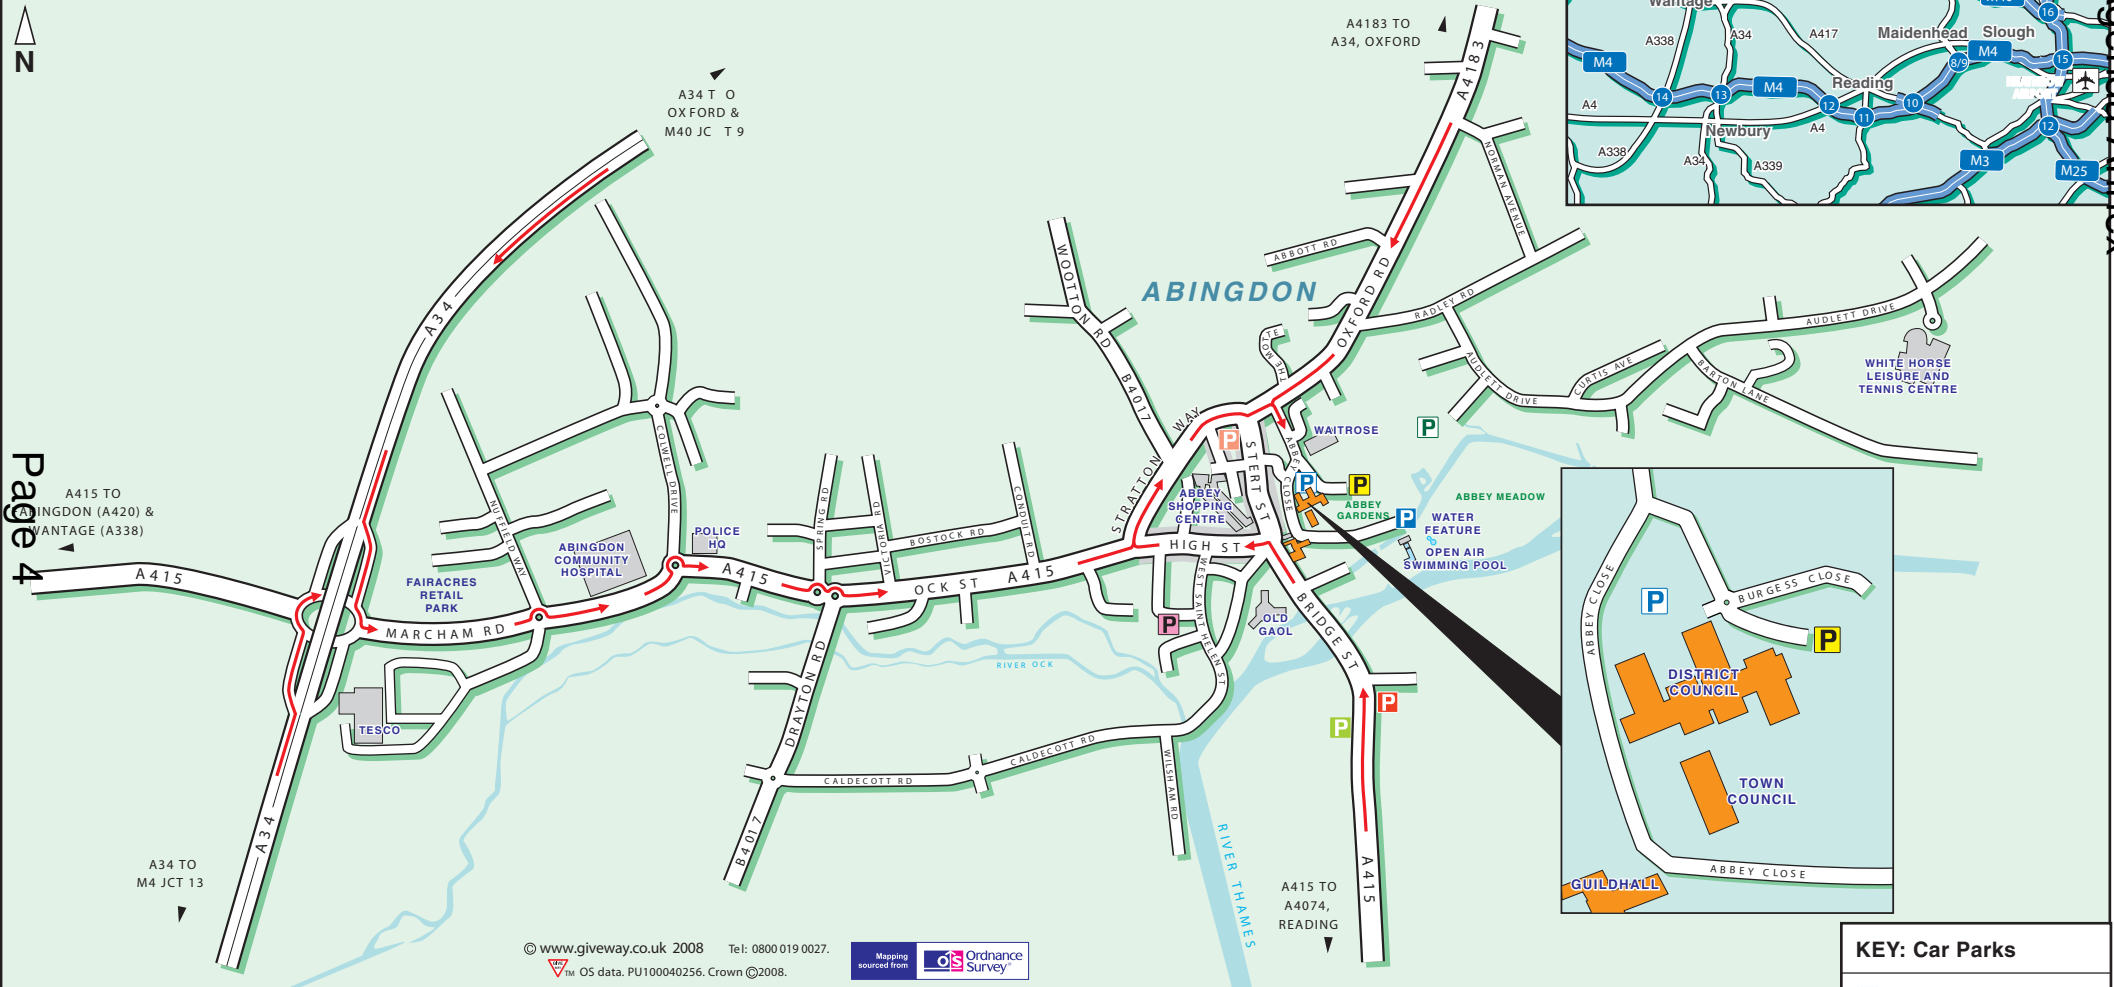 N
A34 T O
OX FORD &
M40 JC T 9
A4183 TO
A34, OXFORD
A4183
NORMAN AVENUE
ABBOTT RD
OXFORD RD
RADLEY RD
ABINGDON
WOOTTON RD
B4017
THE MOTE
AUDLETT DRIVE
CURTIS AVE
BARTON LANE
AUDLETT DRIVE
WHITE HORSE
LEISURE AND
TENNIS CENTRE
Wantage
A338
A34
A417
Maidenhead
Slough
M4
M4
M4
16
15
8/9
14
13
12
11
10
12
Reading
A4
A4
Newbury
A338
A34
A339
M3
M25
A34
Page 4
A415 TO
FABINGDON (A420) &
WANTAGE (A338)
A415
NUFFIELD WAY
COLWELL DRIVE
ABINGDON
COMMUNITY
HOSPITAL
POLICE
HQ
FAIRACRES
RETAIL
PARK
MARCHAM RD
TESCO
A34
A34 TO
M4 JCT 13
A415
SPRING RD
VICTORIA RD
BOSTOCK RD
CONDUIT RD
OCK ST
A415
STRATTON
WAY
P
STERT ST
ABBEY CLOSE
WAITROSE
P
P
P
ABBEY
SHOPPING
CENTRE
ABBEY
GARDENS
ABBEY MEADOW
P
WATER
FEATURE
OPEN AIR
SWIMMING POOL
HIGH ST
WEST SAINT HELEN ST
P
OLD
GAOL
BRIDGE ST
P
P
RIVER OCK
DRAYTON RD
B4017
CALDECOTT RD
CALDECOTT RD
WILSHAM RD
RIVER THAMES
A415
A415 TO
A4074,
READING
ABBEY CLOSE
P
BURGESS CLOSE
P
DISTRICT
COUNCIL
TOWN
COUNCIL
ABBEY CLOSE
GUILDHALL
© www.giveway.co.uk 2008 Tel: 0800 019 0027.
TM OS data. PU100040256. Crown ©2008.
Mapping
sourced from
OS Ordnance
Survey
KEY: Car Parks